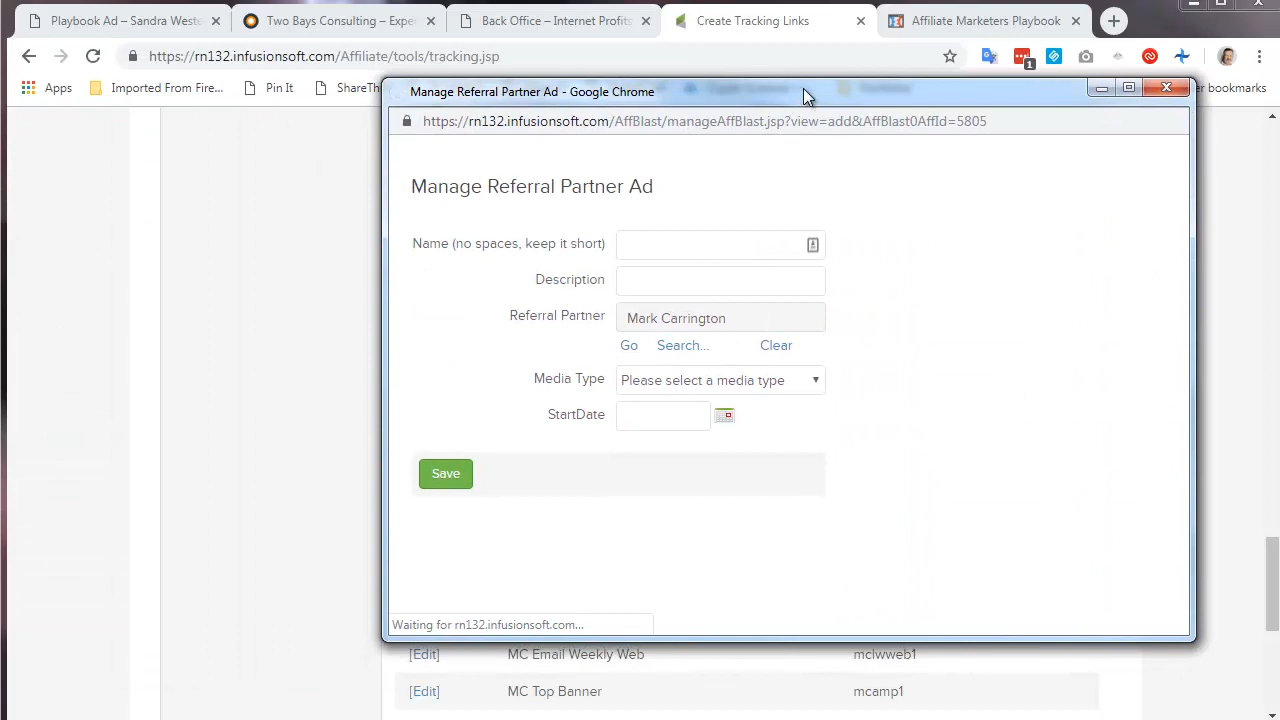 Playbook Ad – Sandra Westo
Two Bays Consulting – Expe
Back Office – Internet Profits
Create Tracking Links
Affiliate Marketers Playbook
https://rn132.infusionsoft.com/Affiliate/tools/tracking.jsp
1
Apps
Imported From Fire...
Pin It
ShareTh
r bookmarks
Manage Referral Partner Ad - Google Chrome
https://rn132.infusionsoft.com/AffBlast/manageAffBlast.jsp?view=add&AffBlast0AffId=5805
Manage Referral Partner Ad
Name (no spaces, keep it short)
Description
Referral Partner
Mark Carrington
Go
Search...
Clear
Media Type
Please select a media type
StartDate
Save
Waiting for rn132.infusionsoft.com...
[Edit]
MC Email Weekly Web
mclwweb1
[Edit]
MC Top Banner
mcamp1